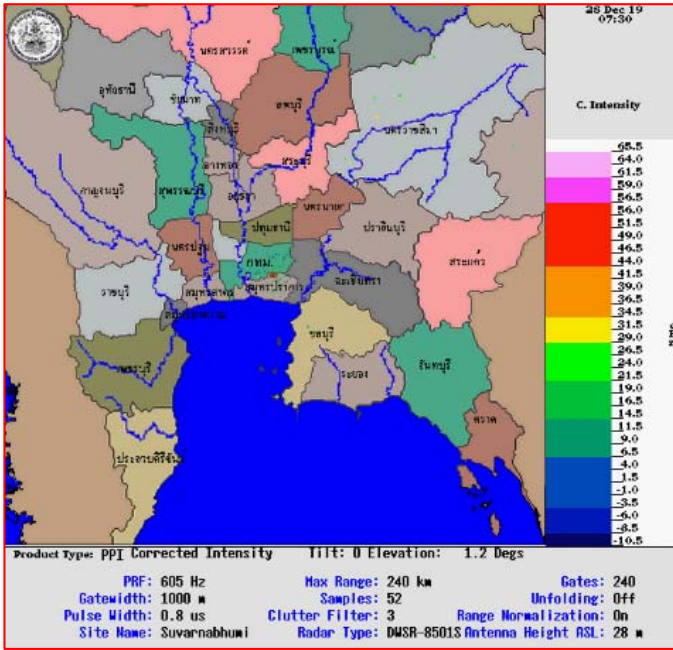 28 Dec 19
07:30
C. Intensity
นครสวรรค์
เพชรบูรณ์
อุทัยธานี
ชัยนาท
ลพบุรี
สิงห์บุรี
นครราชสีมา
อ่างทอง
สระบุรี
กาญจนบุรี
สุพรรณบุรี
อยุธยา
นครนายก
ปราจีนบุรี
ปทุมธานี
นครปฐม
สระแก้ว
กทม.
ฉะเชิงเทรา
ราชบุรี
สมุทรสาคร
สมุทรปราการ
สมุทรสงคราม
ชลบุรี
เพชรบุรี
ระยอง
จันทบุรี
ตราด
ประจวบคีรีขันธ์
65.5
64.0
61.5
59.0
56.5
56.0
51.5
49.0
46.5
44.0
41.5
39.0
36.5
34.0
31.5
29.0
26.5
24.0
21.5
19.0
16.5
14.5
11.5
9.0
6.5
4.0
1.5
-1.0
-3.5
-6.0
-8.5
-10.5
Product Type: PPI Corrected Intensity Tilt: 0 Elevation: 1.2 Degs
PRF: 605 Hz Max Range: 240 km Gates: 240
Gatewidth: 1000 m Samples: 52 Unfolding: Off
Pulse Width: 0.8 us Clutter Filter: 3 Range Normalization: On
Site Name: Suvarnabhumi Radar Type: DWSR-8501S Antenna Height ASL: 28 m